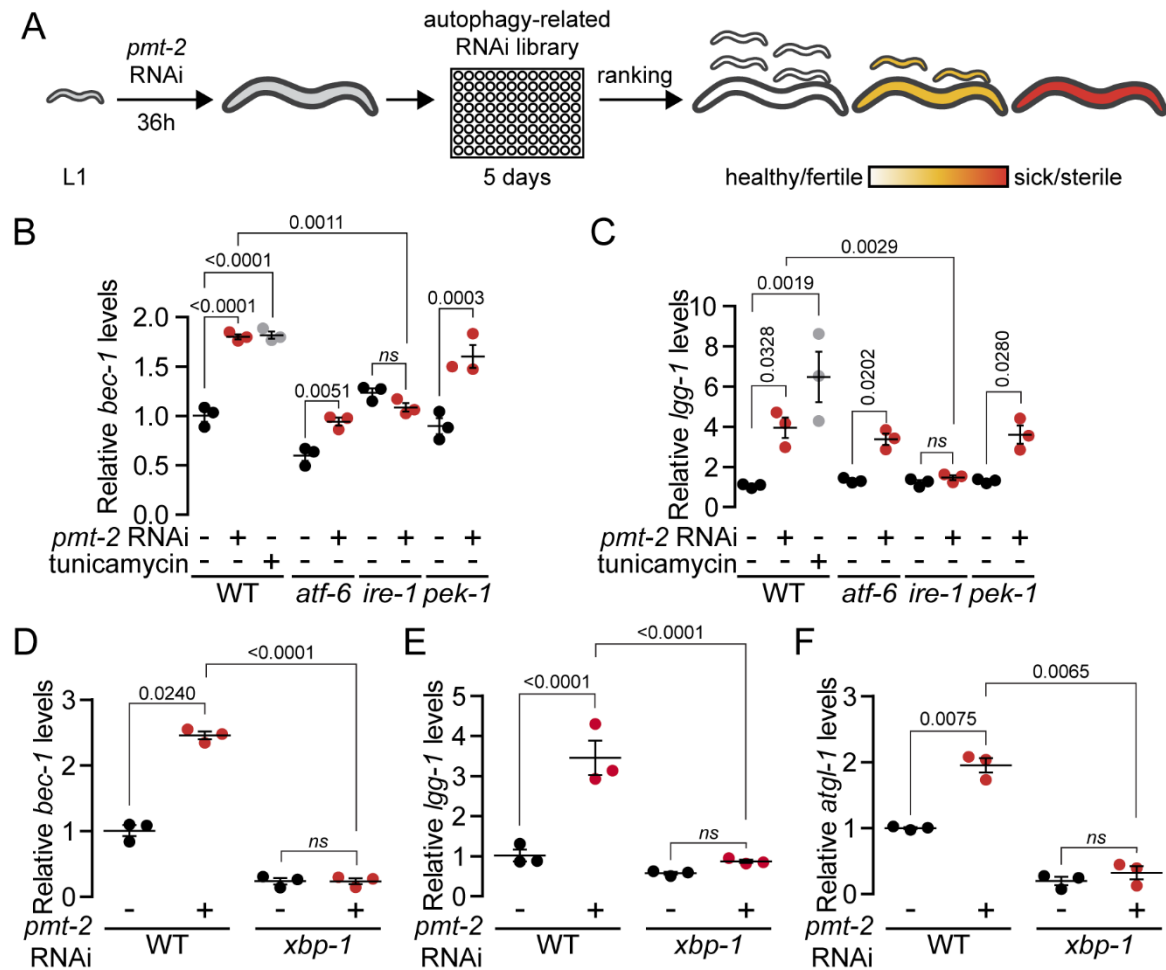 A
pmt-2
RNAi
36h
L1
autophagy-related
RNAi library
5 days
ranking
healthy/fertile
sick/sterile
B
Relative bec-1 levels
2.0
1.5
1.0
0.5
0.0
<0.0001
<0.0001
0.0011
0.0051
ns
0.0003
pmt-2 RNAi - + - - + - + - +
tunicamycin - - + - - - - - -
WT atf-6 ire-1 pek-1
C
Relative lgg-1 levels
10
8
6
4
2
0
0.0328
0.0019
0.0029
0.0202
ns
0.0280
pmt-2 RNAi - + - - + - + - +
tunicamycin - - + - - - - - -
WT atf-6 ire-1 pek-1
D
Relative bec-1 levels
3
2
1
0
0.0240
<0.0001
ns
pmt-2
RNAi
- + - +
WT xbp-1
E
Relative lgg-1 levels
5
4
3
2
1
0
<0.0001
<0.0001
ns
pmt-2
RNAi
- + - +
WT xbp-1
F
Relative atgl-1 levels
3
2
1
0
0.0075
0.0065
ns
pmt-2
RNAi
- + - +
WT xbp-1